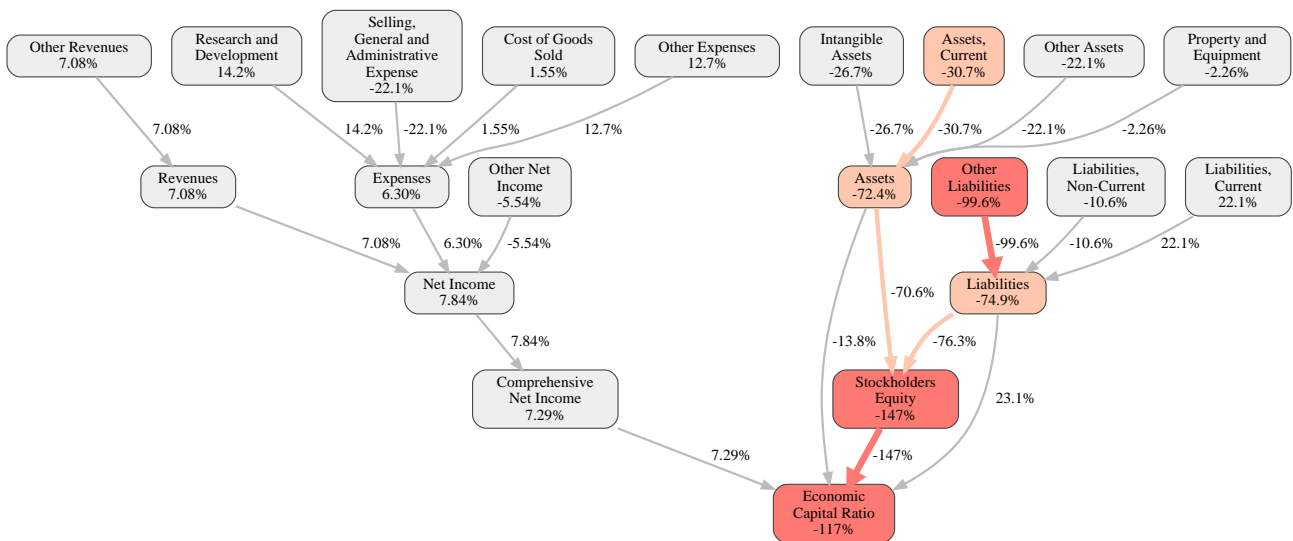 Other Revenues
7.08%
Research and
Development
14.2%
Selling,
General and
Administrative
Expense
-22.1%
Cost of Goods
Sold
1.55%
Other Expenses
12.7%
Intangible
Assets
-26.7%
Assets,
Current
-30.7%
Other Assets
-22.1%
Property and
Equipment
-2.26%
7.08%
14.2%
-22.1%
1.55%
12.7%
-26.7%
-30.7%
-22.1%
-2.26%
Revenues
7.08%
Expenses
6.30%
Other Net
Income
-5.54%
Assets
-72.4%
Other
Liabilities
-99.6%
Liabilities,
Non-Current
-10.6%
Liabilities,
Current
22.1%
7.08%
6.30%
-5.54%
-99.6%
-10.6%
22.1%
Net Income
7.84%
-70.6%
Liabilities
-74.9%
7.84%
-13.8%
-76.3%
23.1%
Comprehensive
Net Income
7.29%
Stockholders
Equity
-147%
7.29%
-147%
Economic
Capital Ratio
-117%